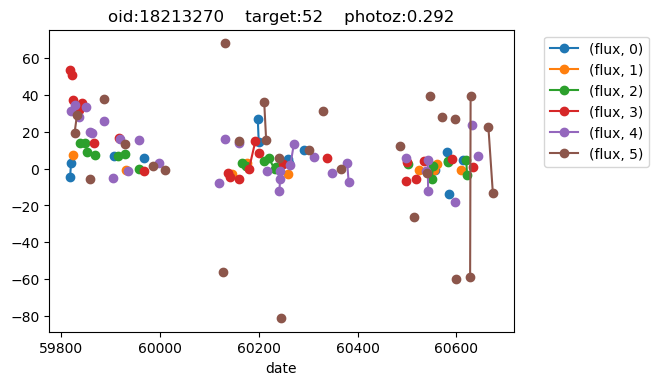 oid:18213270    target:52    photoz:0.292
60
40
20
0
−20
−40
−60
−80
59800
60000
60200
60400
60600
date
(flux, 0)
(flux, 1)
(flux, 2)
(flux, 3)
(flux, 4)
(flux, 5)